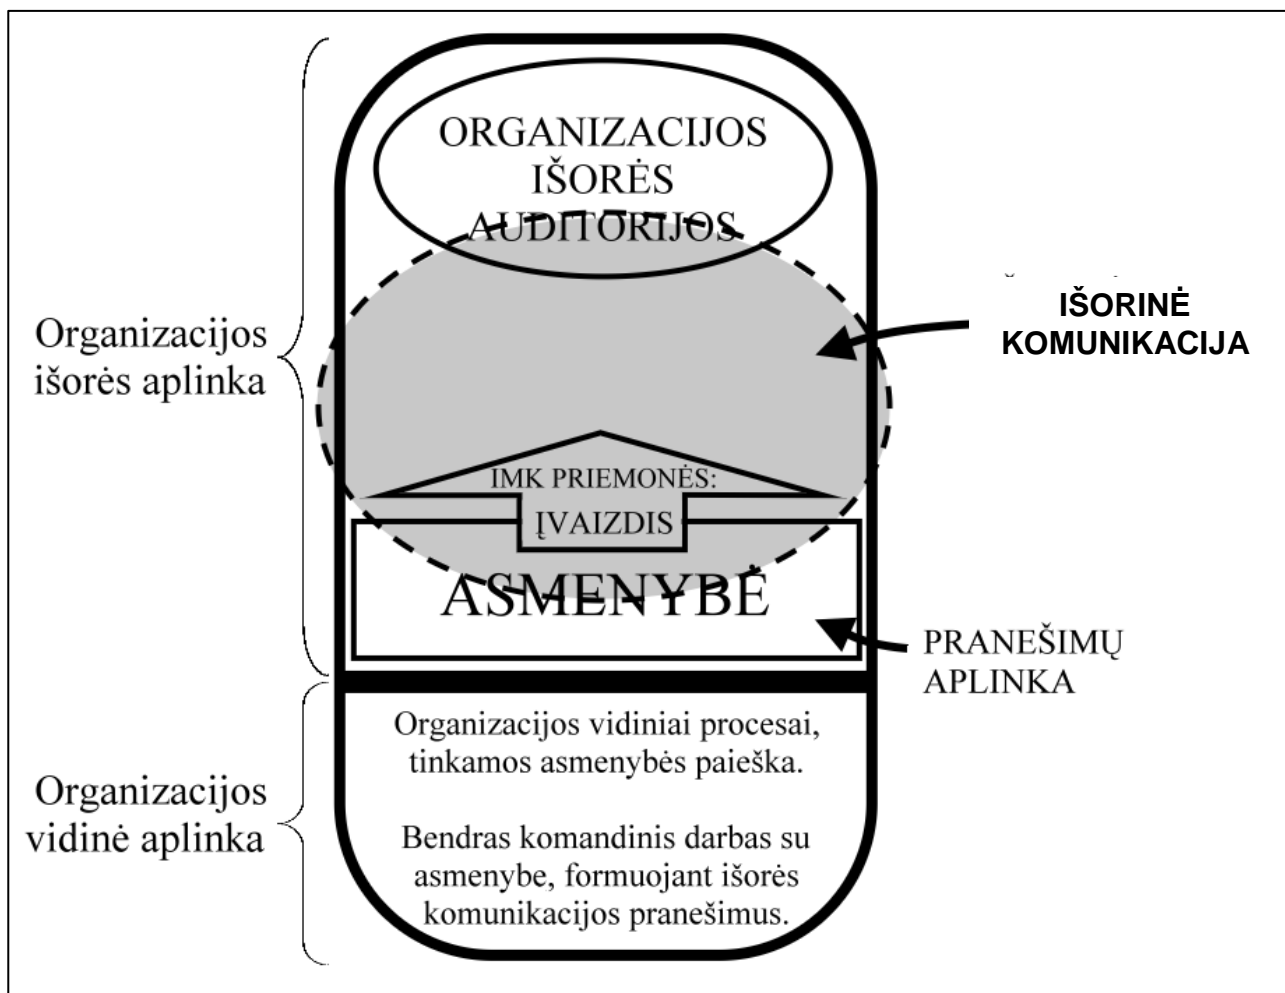 ORGANIZACIJOS
IŠORĖS
AUDITORIJOS
IŠORINĖ
KOMUNIKACIJA
Organizacijos
išorės aplinka
IMK PRIEMONĖS:
ĮVAIZDIS
ASMENYBĖ
PRANEŠIMŲ
APLINKA
Organizacijos vidiniai procesai,
tinkamos asmenybės paieška.
Organizacijos
vidinė aplinka
Bendras komandinis darbas su
asmenybe, formuojant išorės
komunikacijos pranešimus.